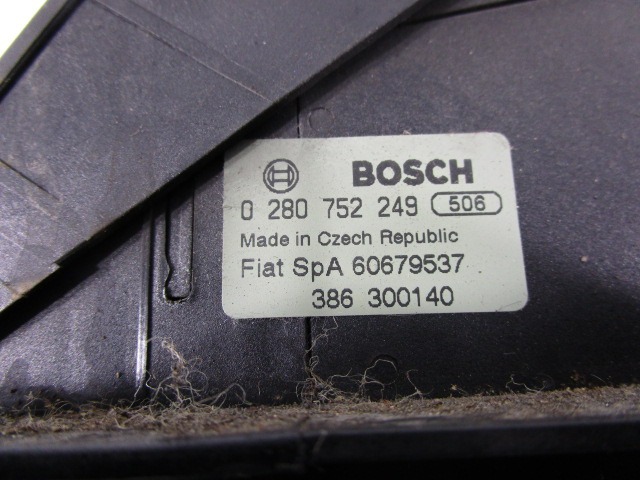 BOSCH
0 280 752 249 506
Made in Czech Republic
Fiat SpA 60679537
386 300140